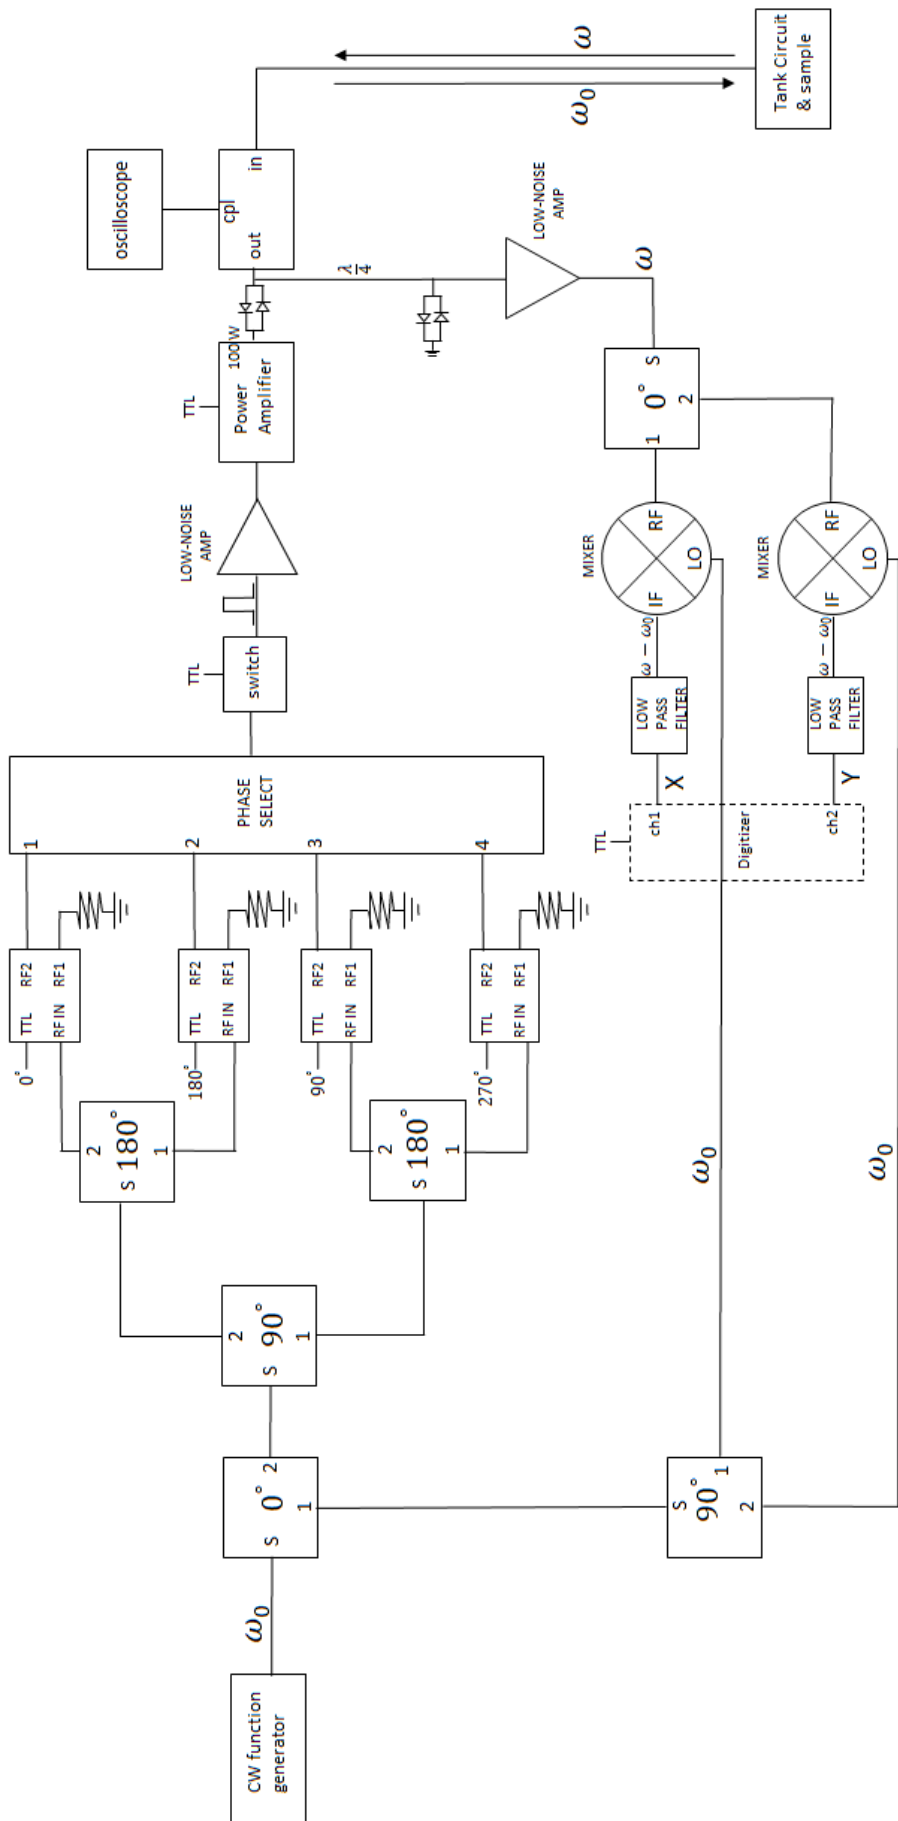 CW function
generator
ω₀
S
0°
2
1
S
90°
2
1
S
90°
1
2
S 180°
2
1
S 180°
2
1
0°
TTL RF2
RF IN RF1
180°
TTL RF2
RF IN RF1
90°
TTL RF2
RF IN RF1
270°
TTL RF2
RF IN RF1
1
2
3
4
PHASE
SELECT
TTL
switch
LOW-NOISE
AMP
TTL
Power
Amplifier
100W
oscilloscope
cpl
out
in
λ/4
LOW-NOISE
AMP
ω
ω
ω₀
Tank Circuit
& sample
S
0°
1
2
MIXER
RF
IF
LO
ω − ω₀
LOW
PASS
FILTER
X
MIXER
RF
IF
LO
ω − ω₀
LOW
PASS
FILTER
Y
TTL
ch1
Digitizer
ch2
ω₀
ω₀